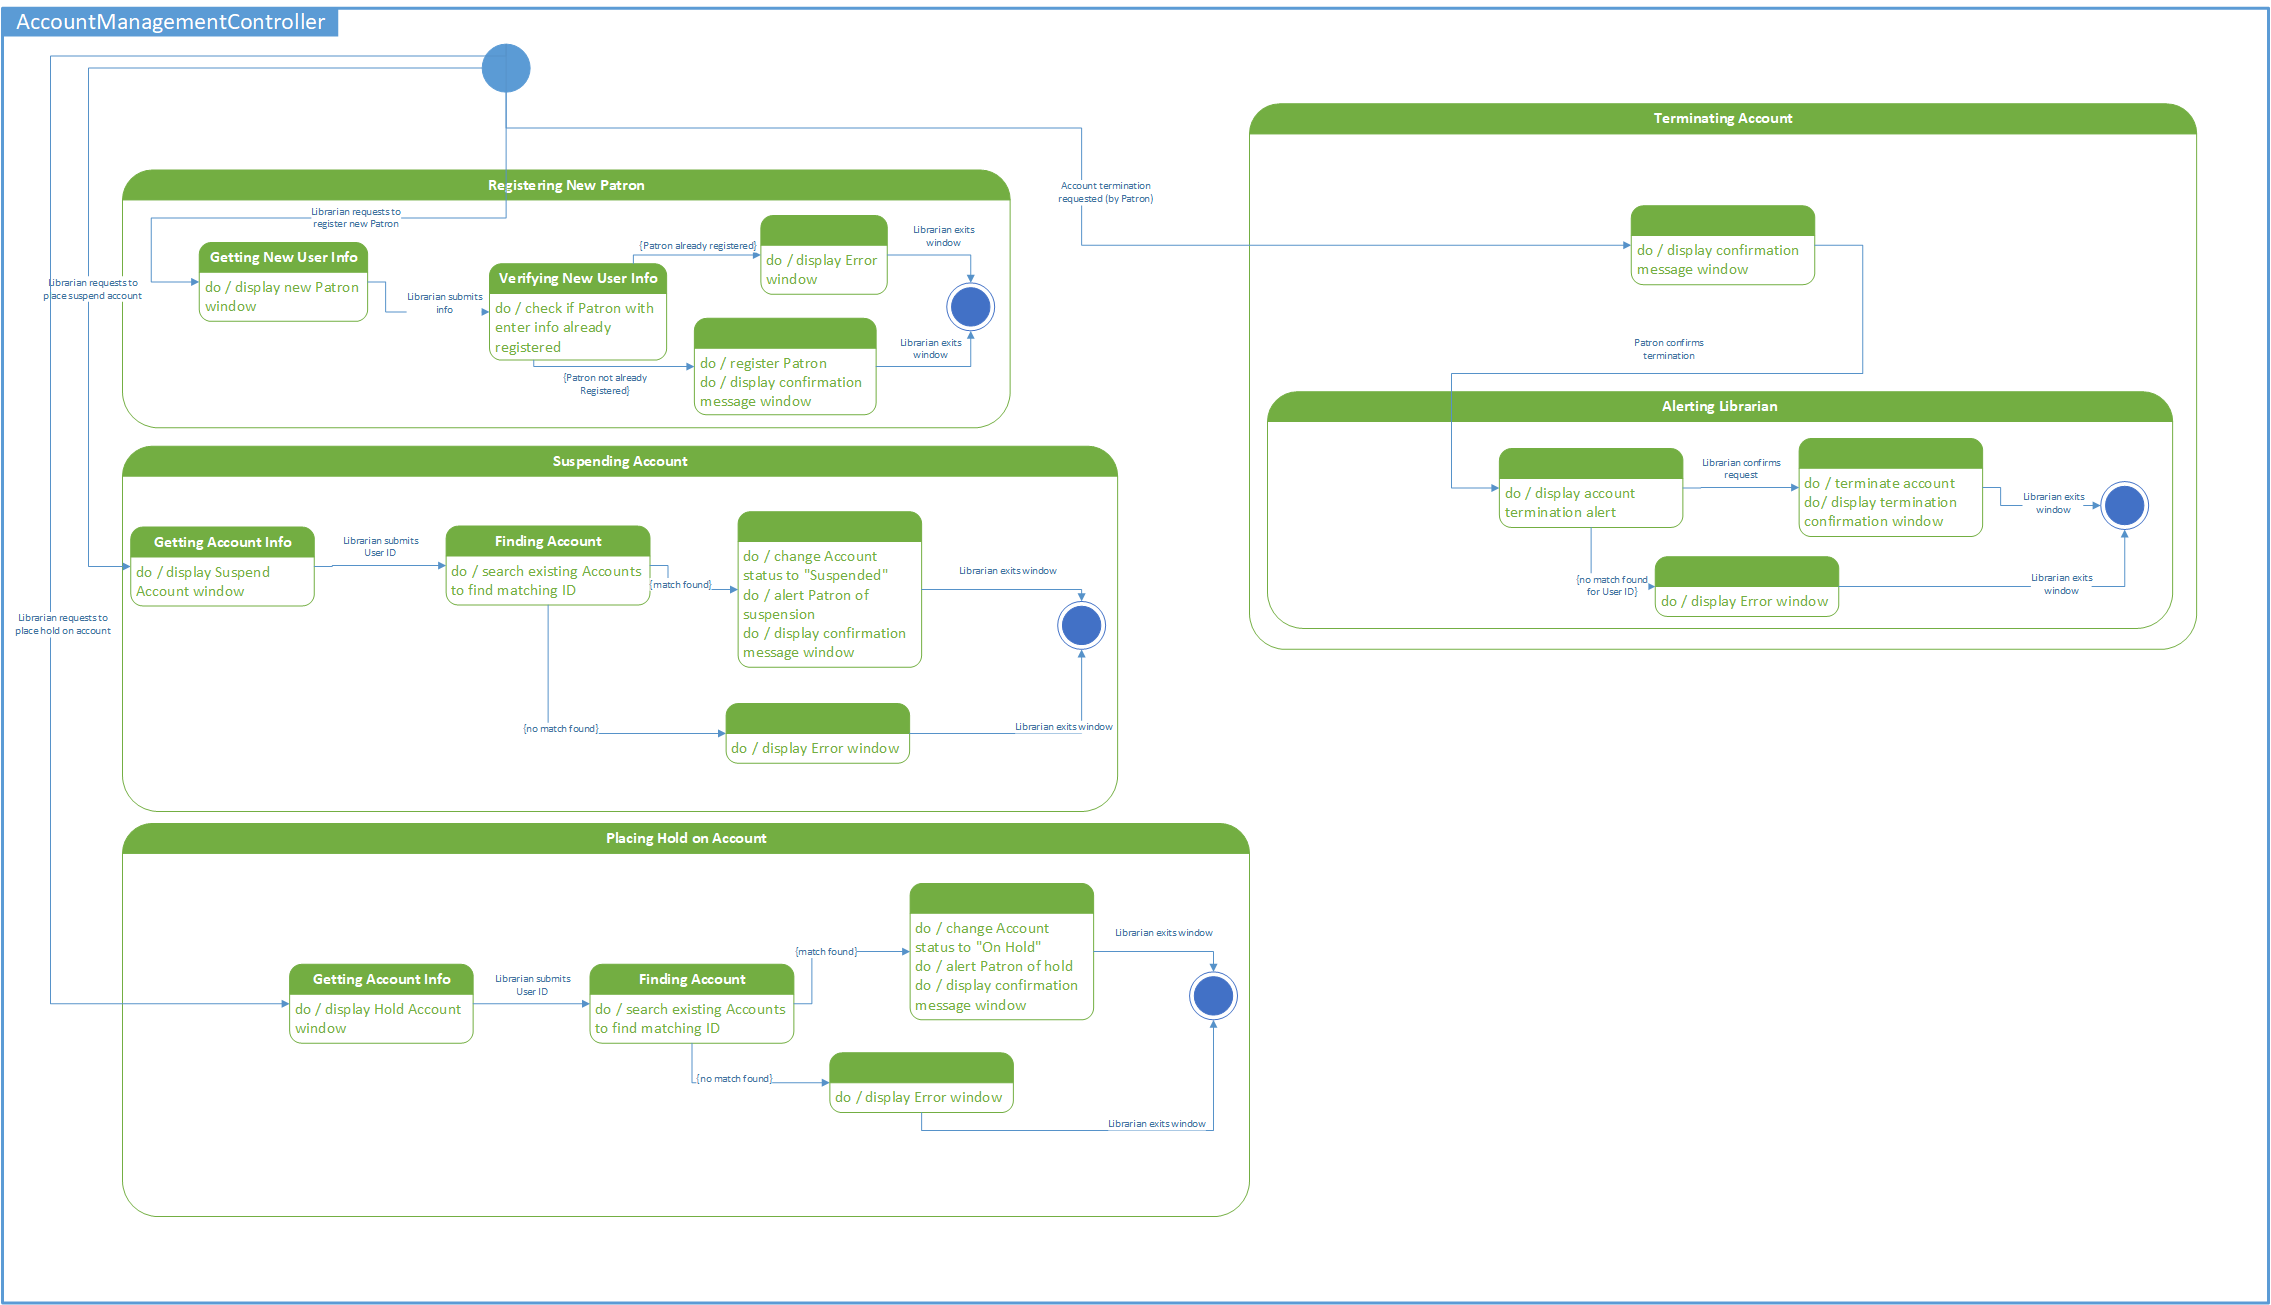 AccountManagementController
Terminating Account
Registering New Patron
Account termination
requested (by Patron)
Librarian requests to
register new Patron
Getting New User Info
do / display new Patron
window
Librarian submits
info
Verifying New User Info
do / check if Patron with
enter info already
registered
{Patron already registered}
do / display Error
window
Librarian exits
window
{Patron not already
Registered}
do / register Patron
do / display confirmation
message window
Librarian exits
window
do / display confirmation
message window
Patron confirms
termination
Librarian requests to
place suspend account
Alerting Librarian
do / display account
termination alert
Librarian confirms
request
do / terminate account
do/ display termination
confirmation window
Librarian exits
window
{no match found
for User ID}
do / display Error window
Librarian exits
window
Suspending Account
Getting Account Info
do / display Suspend
Account window
Librarian submits
User ID
Finding Account
do / search existing Accounts
to find matching ID
{match found}
do / change Account
status to "Suspended"
do / alert Patron of
suspension
do / display confirmation
message window
Librarian exits window
{no match found}
do / display Error window
Librarian exits window
Librarian requests to
place hold on account
Placing Hold on Account
Getting Account Info
do / display Hold Account
window
Librarian submits
User ID
Finding Account
do / search existing Accounts
to find matching ID
{match found}
do / change Account
status to "On Hold"
do / alert Patron of hold
do / display confirmation
message window
Librarian exits window
{no match found}
do / display Error window
Librarian exits window